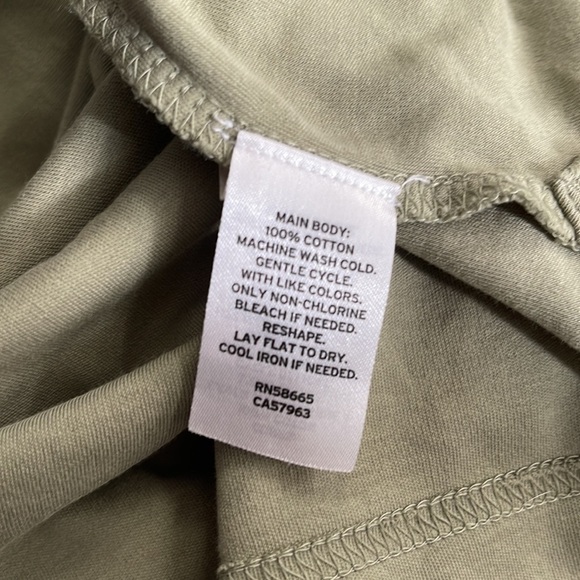 MAIN BODY:
100% COTTON
MACHINE WASH COLD.
GENTLE CYCLE.
WITH LIKE COLORS.
ONLY NON-CHLORINE
BLEACH IF NEEDED.
RESHAPE.
LAY FLAT TO DRY.
COOL IRON IF NEEDED.
RN58665
CA57963